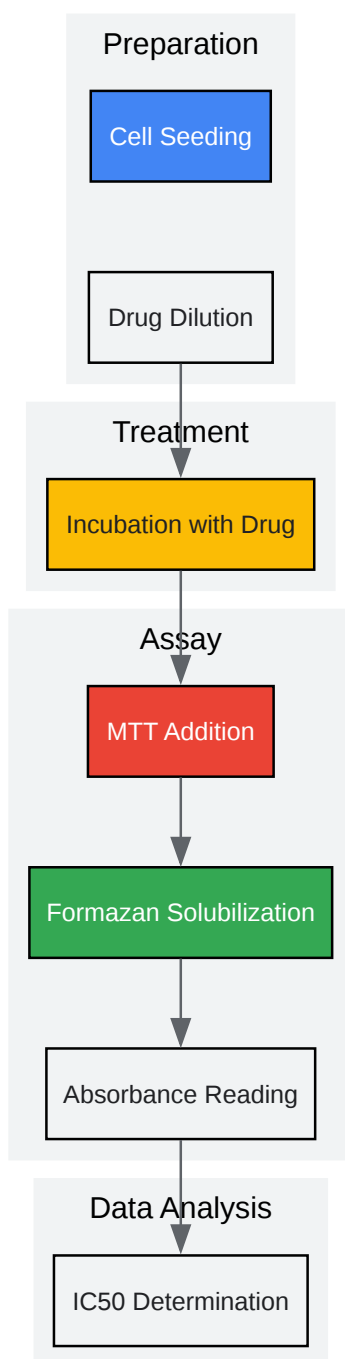 Preparation
Cell Seeding
Drug Dilution
Treatment
Incubation with Drug
Assay
MTT Addition
Formazan Solubilization
Absorbance Reading
Data Analysis
IC50 Determination